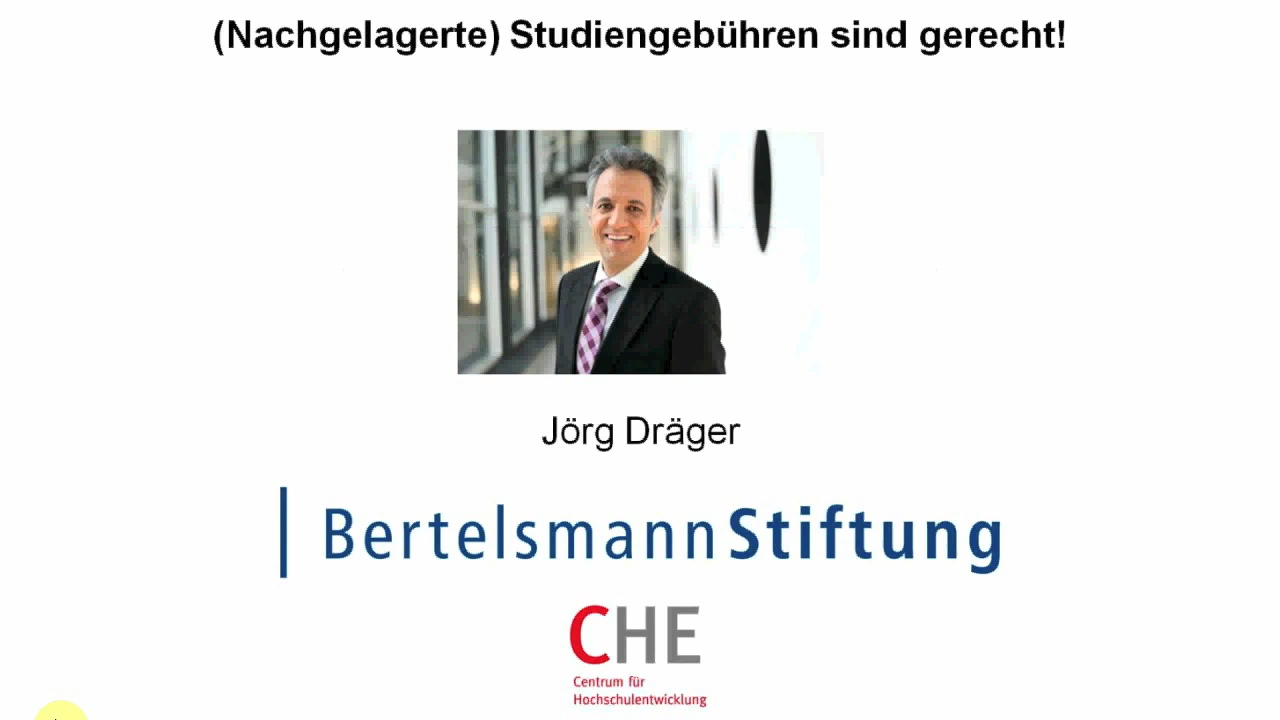 (Nachgelagerte) Studiengebühren sind gerecht!
Jörg Dräger
BertelsmannStiftung
CHE
Centrum für
Hochschulentwicklung